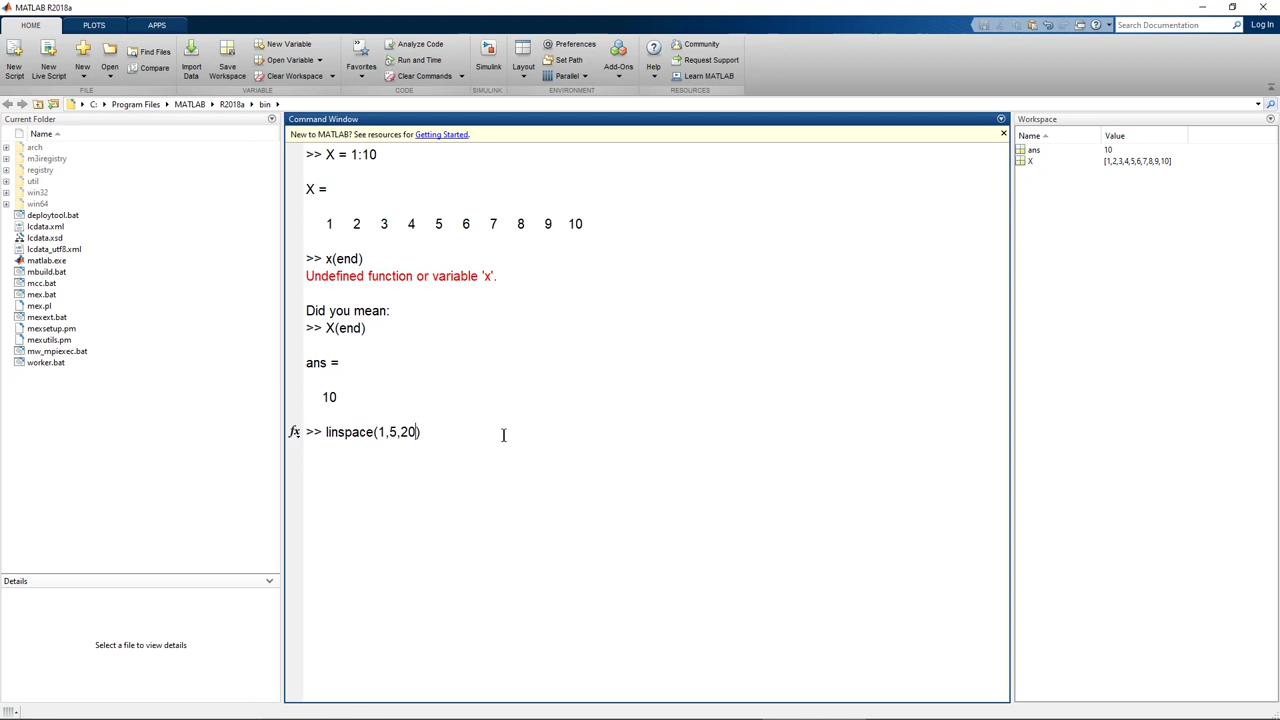 MATLAB R2018a
HOME PLOTS APPS
Search Documentation Log In
New Script
New Live Script
New
Open
Find Files
Compare
Import Data
Save Workspace
New Variable
Open Variable
Clear Workspace
Favorites
Analyze Code
Run and Time
Clear Commands
Simulink
Layout
Preferences
Set Path
Parallel
Add-Ons
Help
Community
Request Support
Learn MATLAB
FILE VARIABLE CODE SIMULINK ENVIRONMENT RESOURCES
C: Program Files MATLAB R2018a bin
Current Folder
Name
arch
m3iregistry
registry
util
win32
win64
deploytool.bat
lcdata.xml
lcdata.xsd
lcdata_utf8.xml
matlab.exe
mbuild.bat
mcc.bat
mex.bat
mex.pl
mexext.bat
mexsetup.pm
mexutils.pm
mw_mpiexec.bat
worker.bat
Details
Select a file to view details
Command Window
New to MATLAB? See resources for Getting Started.
>> X = 1:10
X =
1 2 3 4 5 6 7 8 9 10
>> x(end)
Undefined function or variable 'x'.
Did you mean:
>> X(end)
ans =
10
fx >> linspace(1,5,20)
Workspace
Name Value
ans 10
X [1,2,3,4,5,6,7,8,9,10]